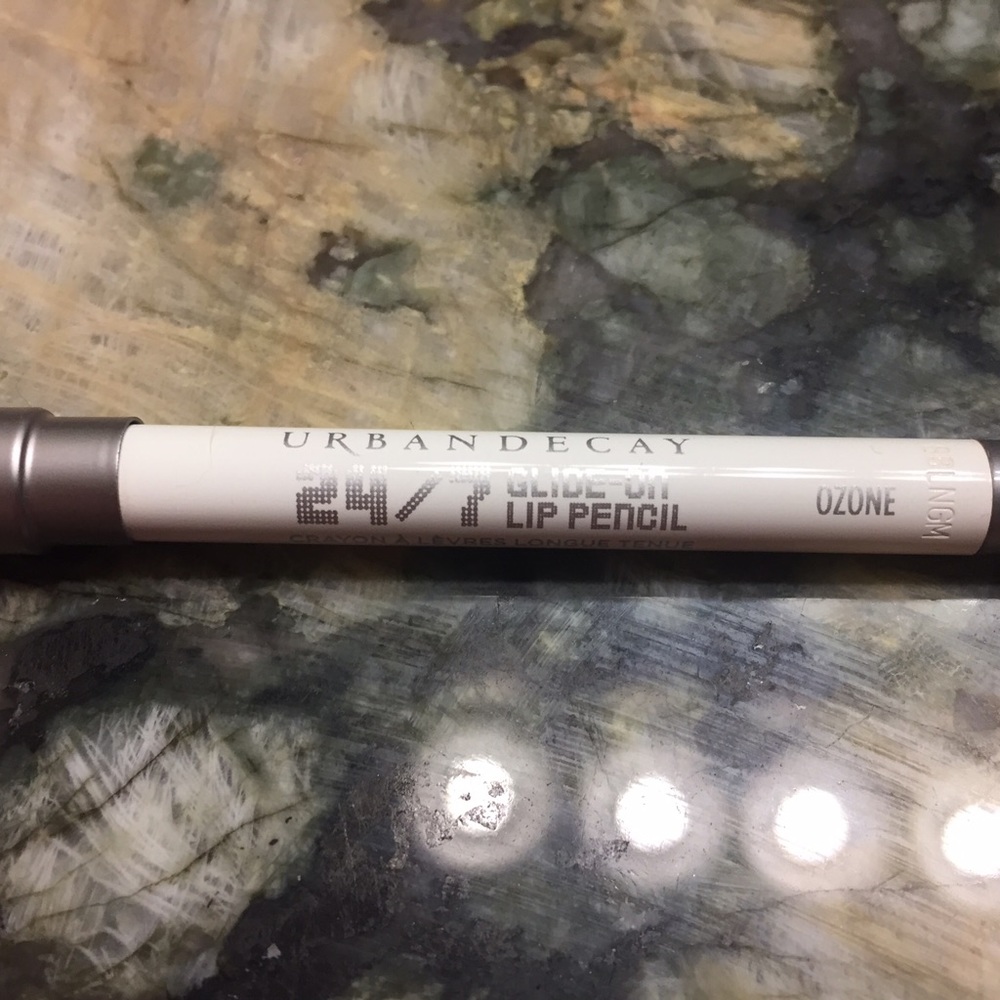 URBANDECAY
24/7 GLIDE-ON
LIP PENCIL
CRAYON À LÈVRES LONGUE TENUE
OZONE